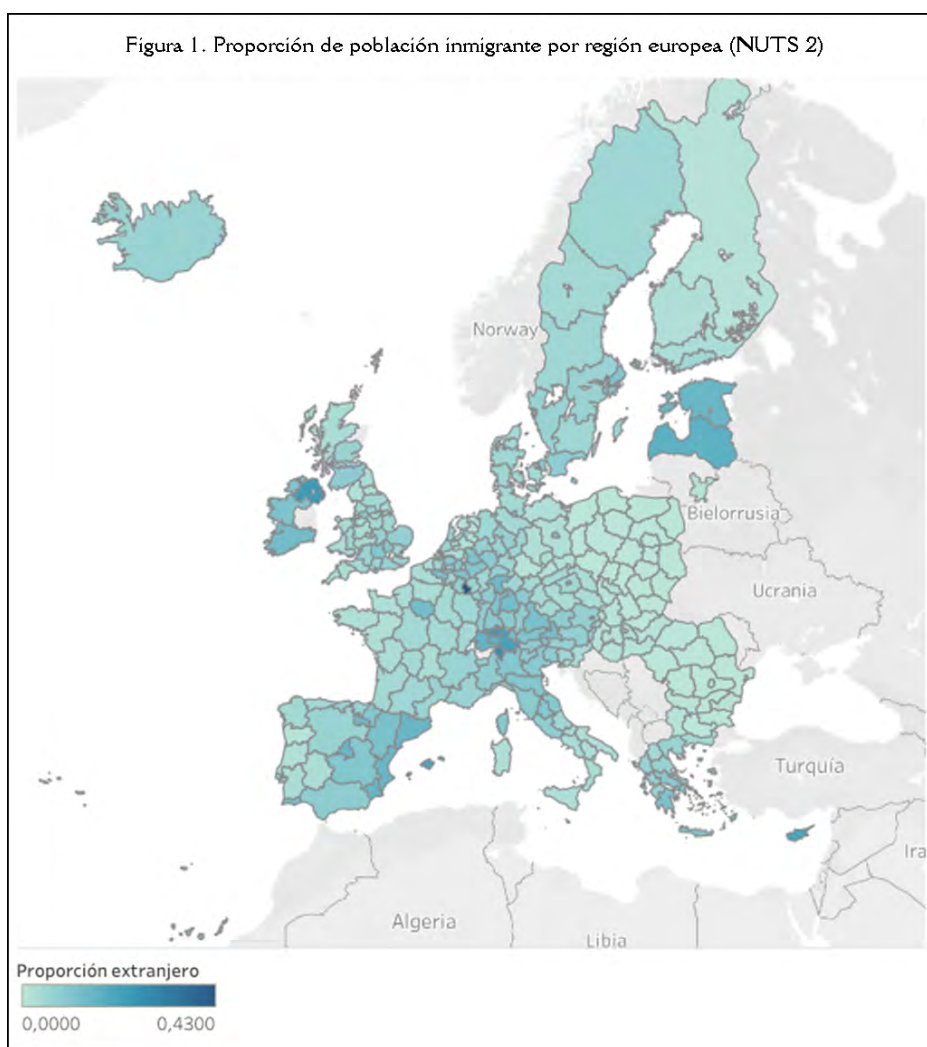 Figura 1. Proporción de población inmigrante por región europea (NUTS 2)
Norway
Bielorrusia
Ucrania
Turquía
Ira
Algeria
Libia
Proporción extranjero
0,0000 0,4300